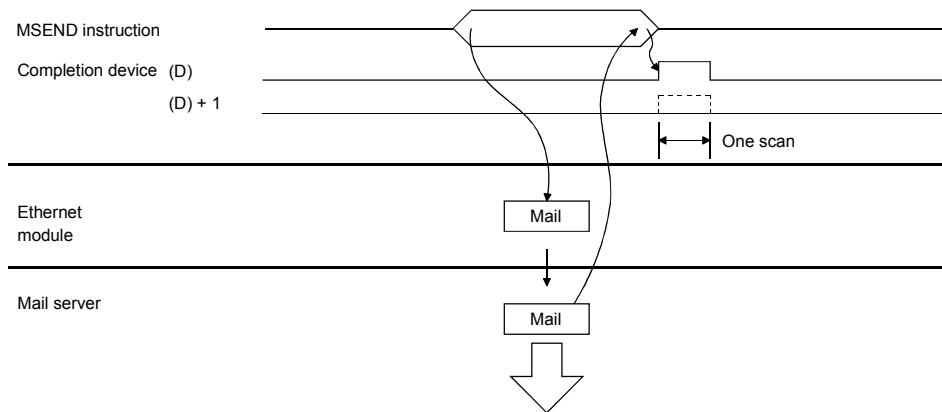 MSEND instruction
Completion device (D)
(D) + 1
One scan
Ethernet
module
Mail
Mail server
Mail